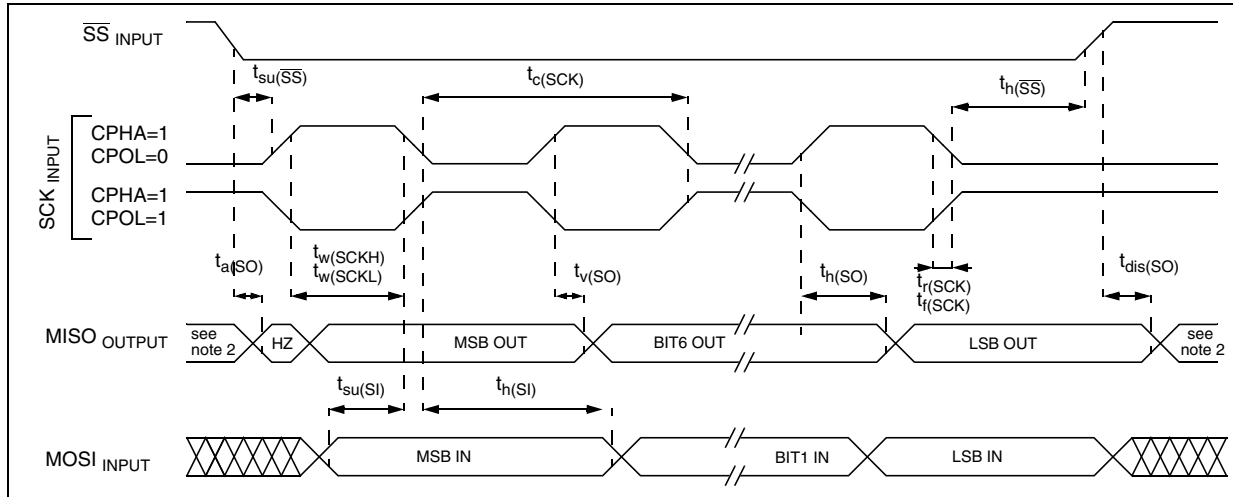 SS INPUT
tsu(SS)
tc(SCK)
th(SS)
SCK INPUT
CPHA=1
CPOL=0
CPHA=1
CPOL=1
ta(SO)
tw(SCKH)
tw(SCKL)
tv(SO)
th(SO)
tr(SCK)
tf(SCK)
tdis(SO)
MISO OUTPUT
see note 2
HZ
MSB OUT
BIT6 OUT
LSB OUT
see note 2
tsu(SI)
th(SI)
MOSI INPUT
MSB IN
BIT1 IN
LSB IN